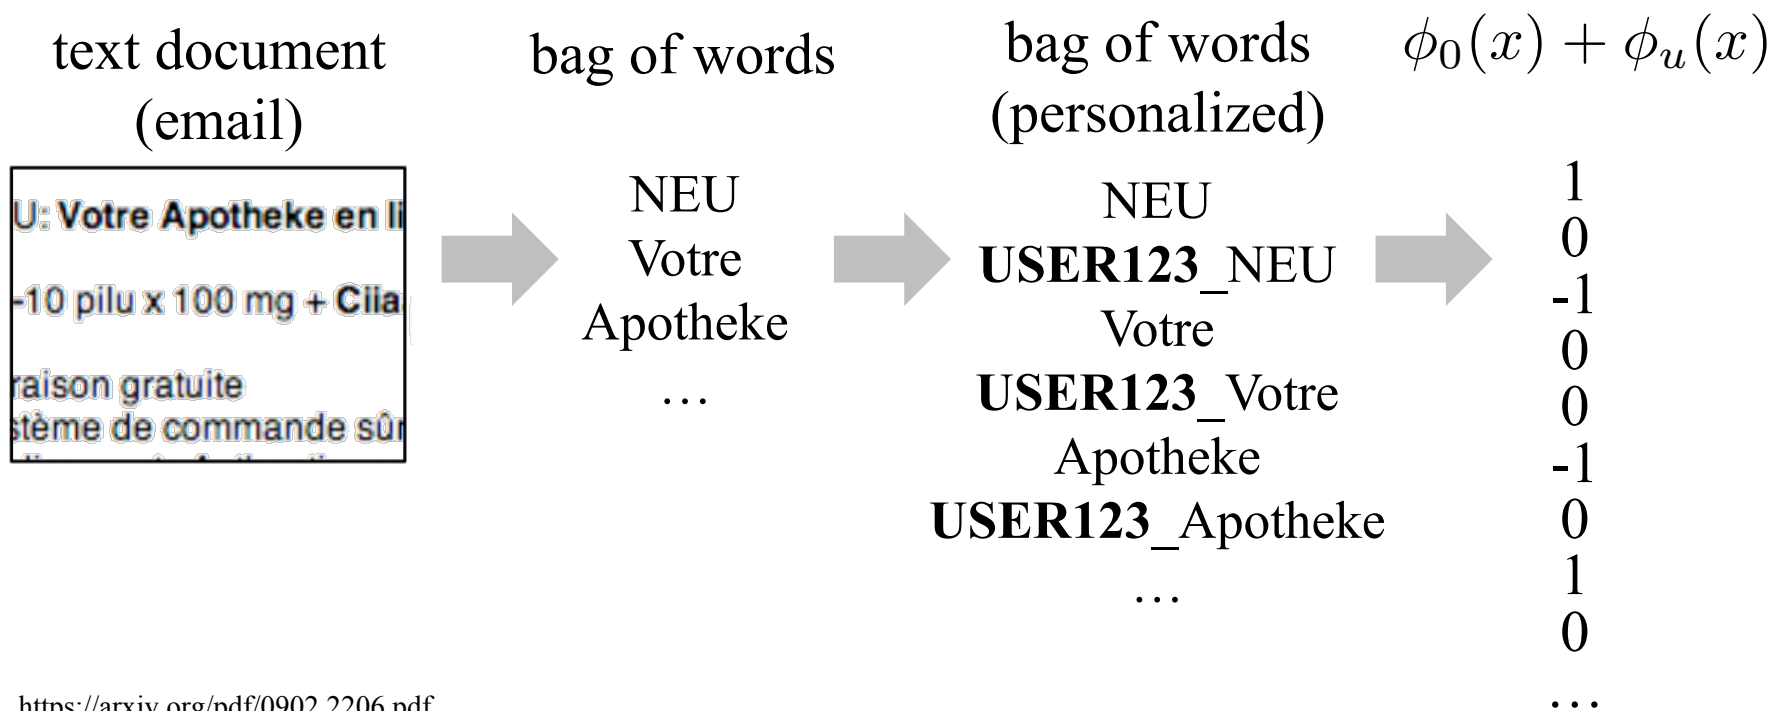 text document
(email)
U: Votre Apotheke en li
-10 pilu x 100 mg + Ciia
raison gratuite
stème de commande sûr
bag of words
NEU
Votre
Apotheke
…
bag of words
(personalized)
NEU
USER123_NEU
Votre
USER123_Votre
Apotheke
USER123_Apotheke
…
ϕ₀(x) + ϕᵤ(x)
1
0
-1
0
0
-1
0
1
0
…
https://arxiv.org/pdf/0902.2206.pdf